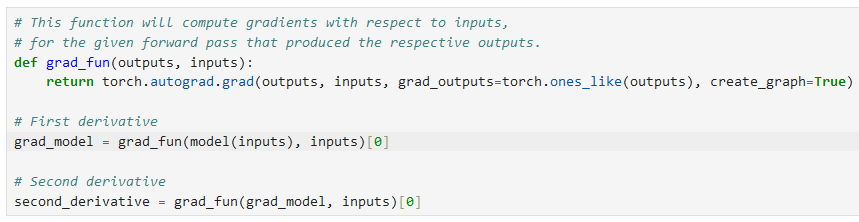 # This function will compute gradients with respect to inputs,
# for the given forward pass that produced the respective outputs.
def grad_fun(outputs, inputs):
    return torch.autograd.grad(outputs, inputs, grad_outputs=torch.ones_like(outputs), create_graph=True)
# First derivative
grad_model = grad_fun(model(inputs), inputs)[0]
# Second derivative
second_derivative = grad_fun(grad_model, inputs)[0]